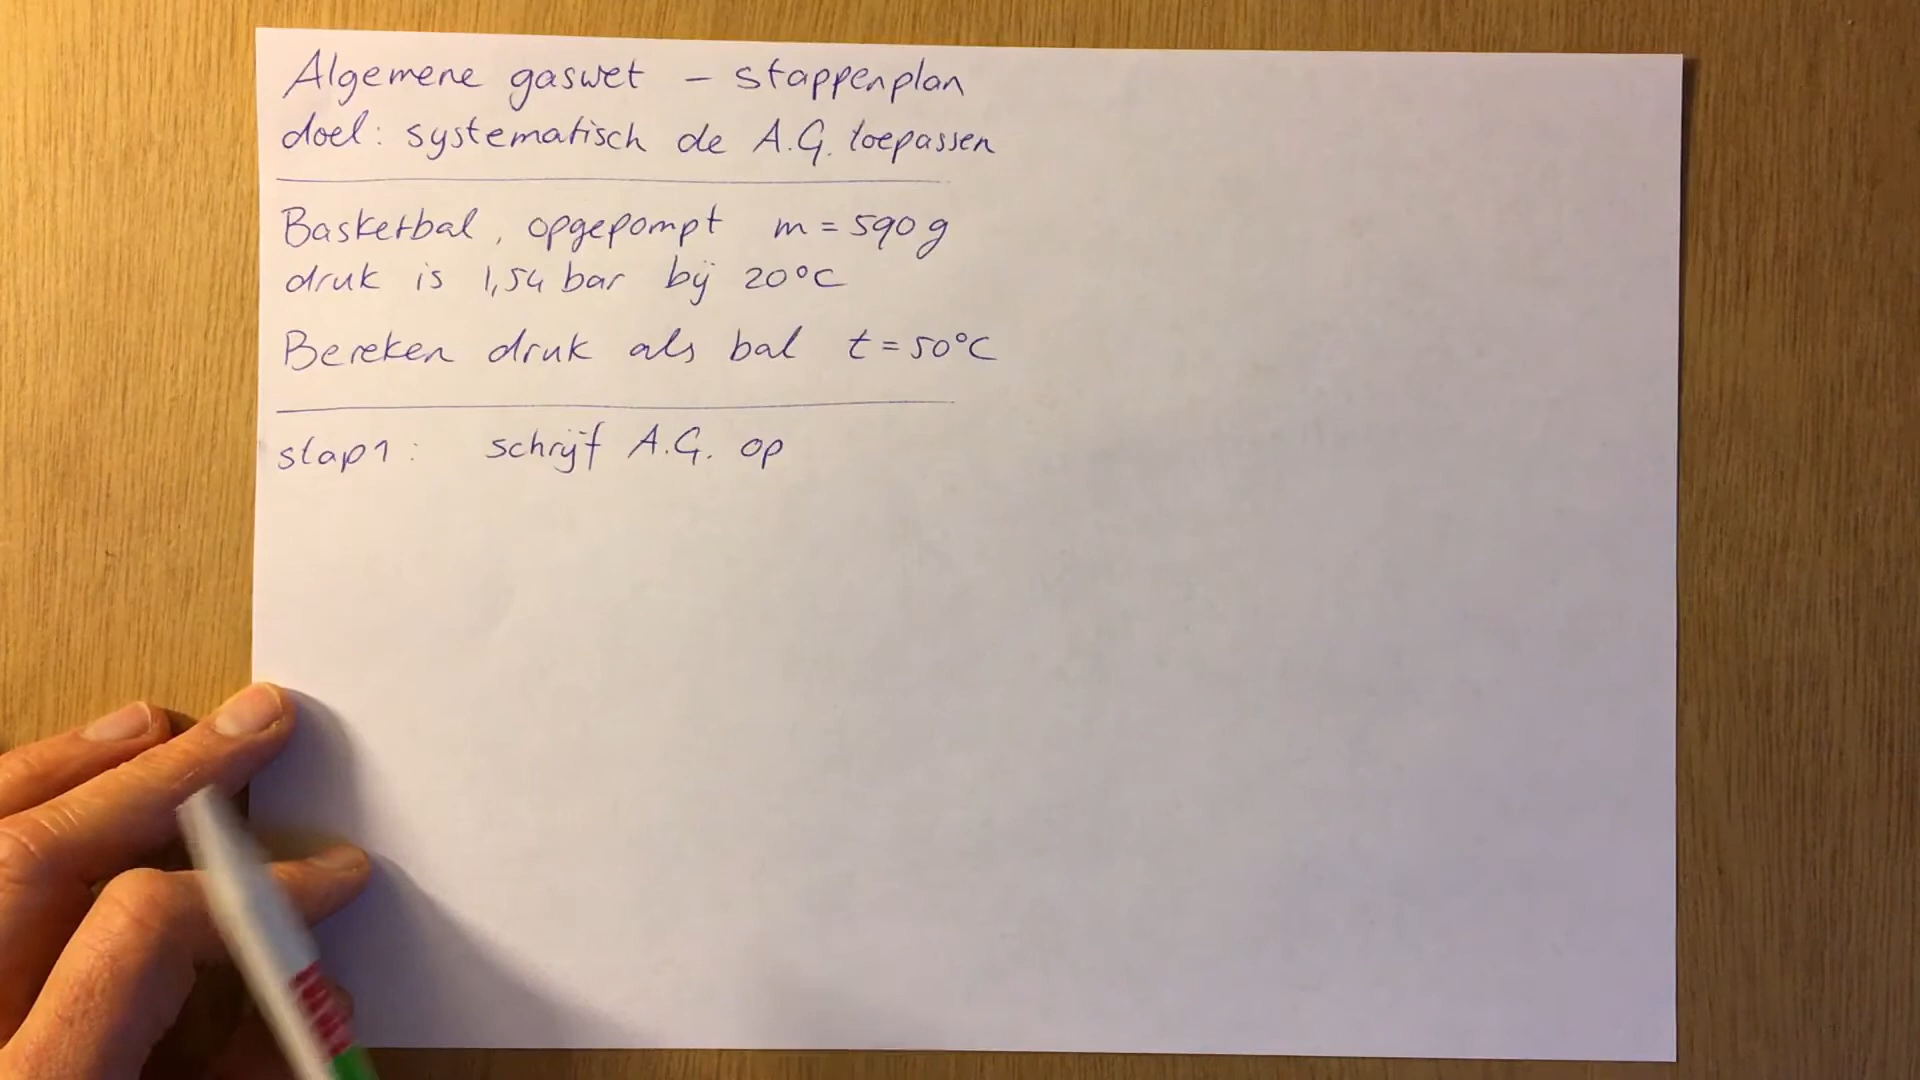 Algemene gaswet - stappenplan
doel: systematisch de A.G. toepassen
Basketbal, opgepompt m = 590 g
druk is 1,54 bar bij 20°C
Bereken druk als bal t = 50°C
stap 1: schrijf A.G. op